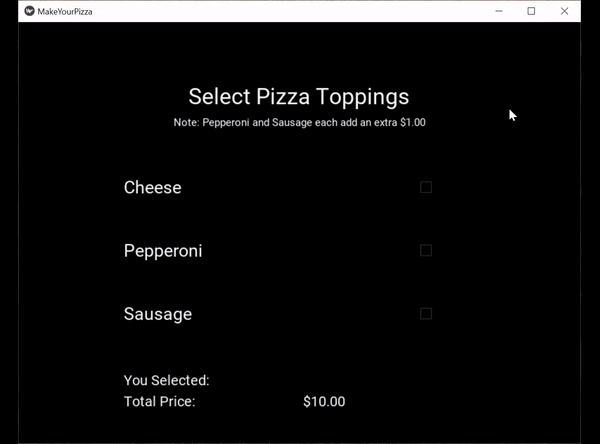 MakeYourPizza
Select Pizza Toppings
Note: Pepperoni and Sausage each add an extra $1.00
Cheese
Pepperoni
Sausage
You Selected:
Total Price: $10.00